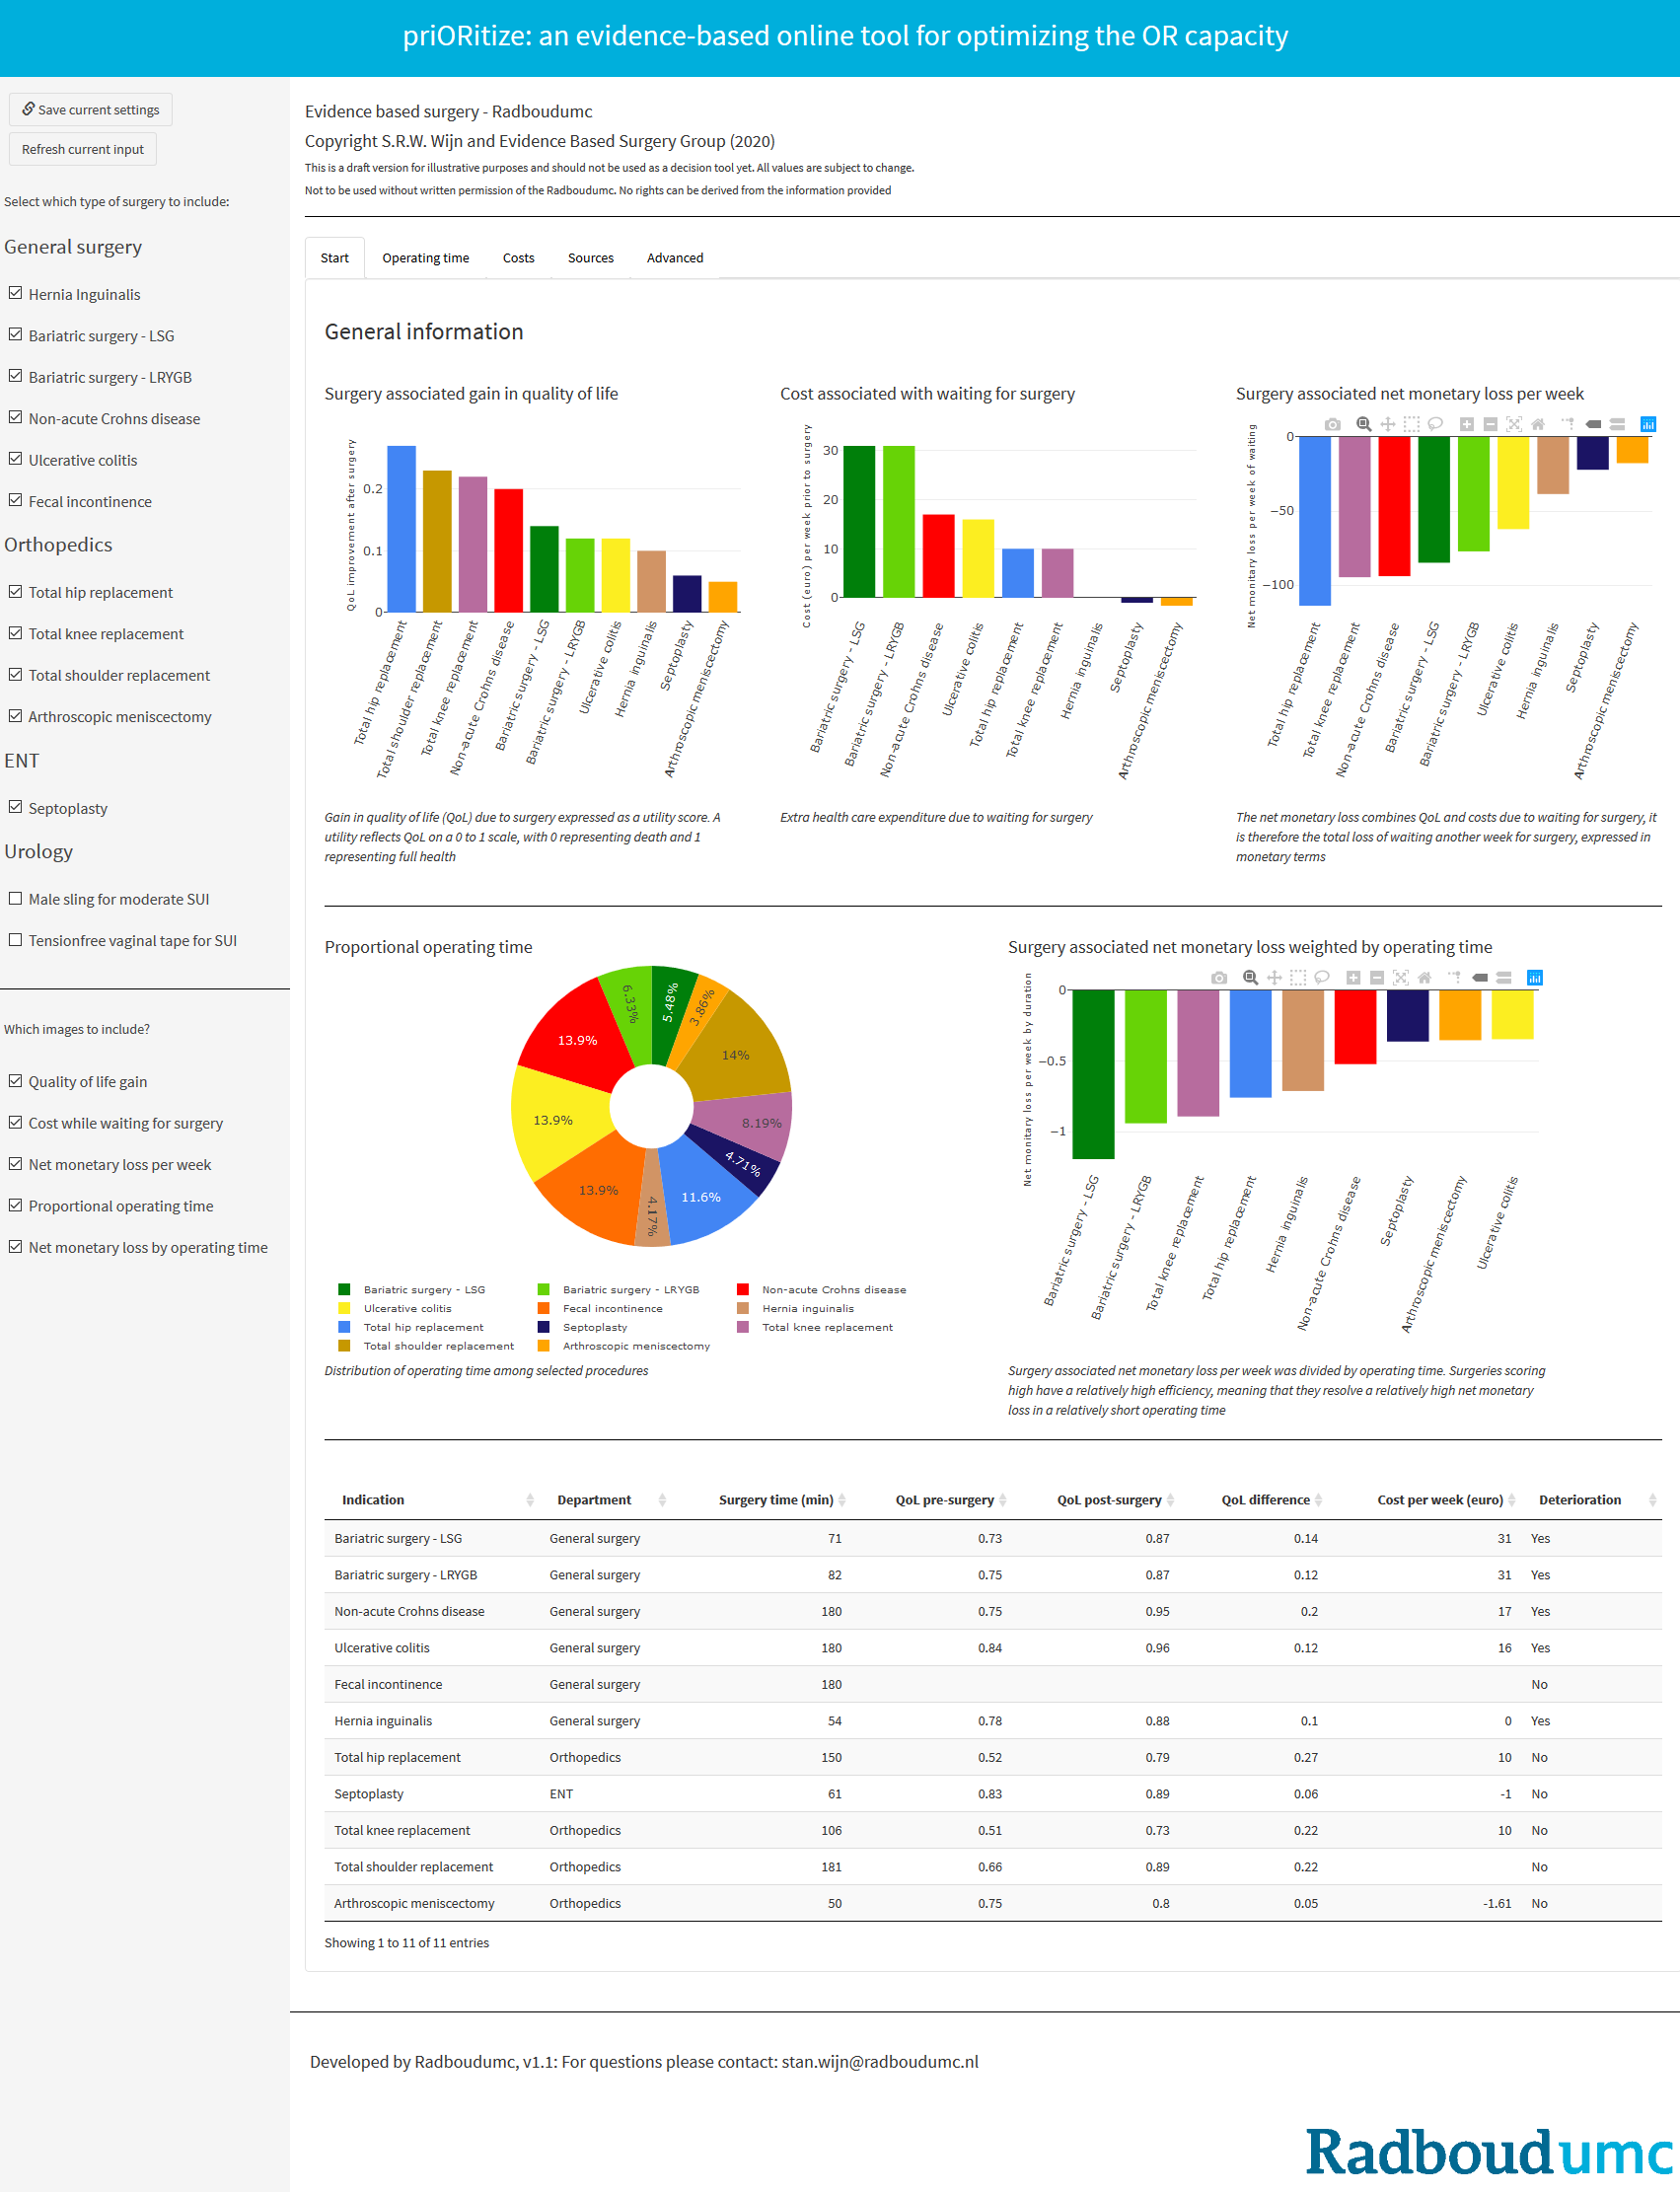 priORitize: an evidence-based online tool for optimizing the OR capacity
Save current settings
Refresh current input
Select which type of surgery to include:
General surgery
Hernia Inguinalis
Bariatric surgery - LSG
Bariatric surgery - LRYGB
Non-acute Crohns disease
Ulcerative colitis
Fecal incontinence
Orthopedics
Total hip replacement
Total knee replacement
Total shoulder replacement
Arthroscopic meniscectomy
ENT
Septoplasty
Urology
Male sling for moderate SUI
Tensionfree vaginal tape for SUI
Which images to include?
Quality of life gain
Cost while waiting for surgery
Net monetary loss per week
Proportional operating time
Net monetary loss by operating time
Evidence based surgery - Radboudumc
Copyright S.R.W. Wijn and Evidence Based Surgery Group (2020)
This is a draft version for illustrative purposes and should not be used as a decision tool yet. All values are subject to change.
Not to be used without written permission of the Radboudumc. No rights can be derived from the information provided
Start Operating time Costs Sources Advanced
General information
Surgery associated gain in quality of life
QoL improvement after surgery
0.2
0.1
0
Total hip replacement
Total shoulder replacement
Total knee replacement
Non-acute Crohns disease
Bariatric surgery - LSG
Bariatric surgery - LRYGB
Ulcerative colitis
Hernia inguinalis
Septoplasty
Arthroscopic meniscectomy
Gain in quality of life (QoL) due to surgery expressed as a utility score. A
utility reflects QoL on a 0 to 1 scale, with 0 representing death and 1
representing full health
Cost associated with waiting for surgery
Cost (euro) per week prior to surgery
30
20
10
0
Bariatric surgery - LSG
Bariatric surgery - LRYGB
Non-acute Crohns disease
Ulcerative colitis
Total hip replacement
Total knee replacement
Hernia inguinalis
Septoplasty
Arthroscopic meniscectomy
Extra health care expenditure due to waiting for surgery
Surgery associated net monetary loss per week
Net monitary loss per week of waiting
0
−50
−100
Total hip replacement
Total knee replacement
Non-acute Crohns disease
Bariatric surgery - LSG
Bariatric surgery - LRYGB
Ulcerative colitis
Hernia inguinalis
Septoplasty
Arthroscopic meniscectomy
The net monetary loss combines QoL and costs due to waiting for surgery, it
is therefore the total loss of waiting another week for surgery, expressed in
monetary terms
Proportional operating time
5.48%
3.86%
14%
8.19%
4.71%
11.6%
4.17%
13.9%
13.9%
13.9%
6.33%
Bariatric surgery - LSG Bariatric surgery - LRYGB Non-acute Crohns disease
Ulcerative colitis Fecal incontinence Hernia inguinalis
Total hip replacement Septoplasty Total knee replacement
Total shoulder replacement Arthroscopic meniscectomy
Distribution of operating time among selected procedures
Surgery associated net monetary loss weighted by operating time
Net monitary loss per week by duration
0
−0.5
−1
Bariatric surgery - LSG
Bariatric surgery - LRYGB
Total knee replacement
Total hip replacement
Hernia inguinalis
Non-acute Crohns disease
Septoplasty
Arthroscopic meniscectomy
Ulcerative colitis
Surgery associated net monetary loss per week was divided by operating time. Surgeries scoring
high have a relatively high efficiency, meaning that they resolve a relatively high net monetary
loss in a relatively short operating time
Indication Department Surgery time (min) QoL pre-surgery QoL post-surgery QoL difference Cost per week (euro) Deterioration
Bariatric surgery - LSG General surgery 71 0.73 0.87 0.14 31 Yes
Bariatric surgery - LRYGB General surgery 82 0.75 0.87 0.12 31 Yes
Non-acute Crohns disease General surgery 180 0.75 0.95 0.2 17 Yes
Ulcerative colitis General surgery 180 0.84 0.96 0.12 16 Yes
Fecal incontinence General surgery 180 No
Hernia inguinalis General surgery 54 0.78 0.88 0.1 0 Yes
Total hip replacement Orthopedics 150 0.52 0.79 0.27 10 No
Septoplasty ENT 61 0.83 0.89 0.06 -1 No
Total knee replacement Orthopedics 106 0.51 0.73 0.22 10 No
Total shoulder replacement Orthopedics 181 0.66 0.89 0.22 No
Arthroscopic meniscectomy Orthopedics 50 0.75 0.8 0.05 -1.61 No
Showing 1 to 11 of 11 entries
Developed by Radboudumc, v1.1: For questions please contact: stan.wijn@radboudumc.nl
Radboudumc